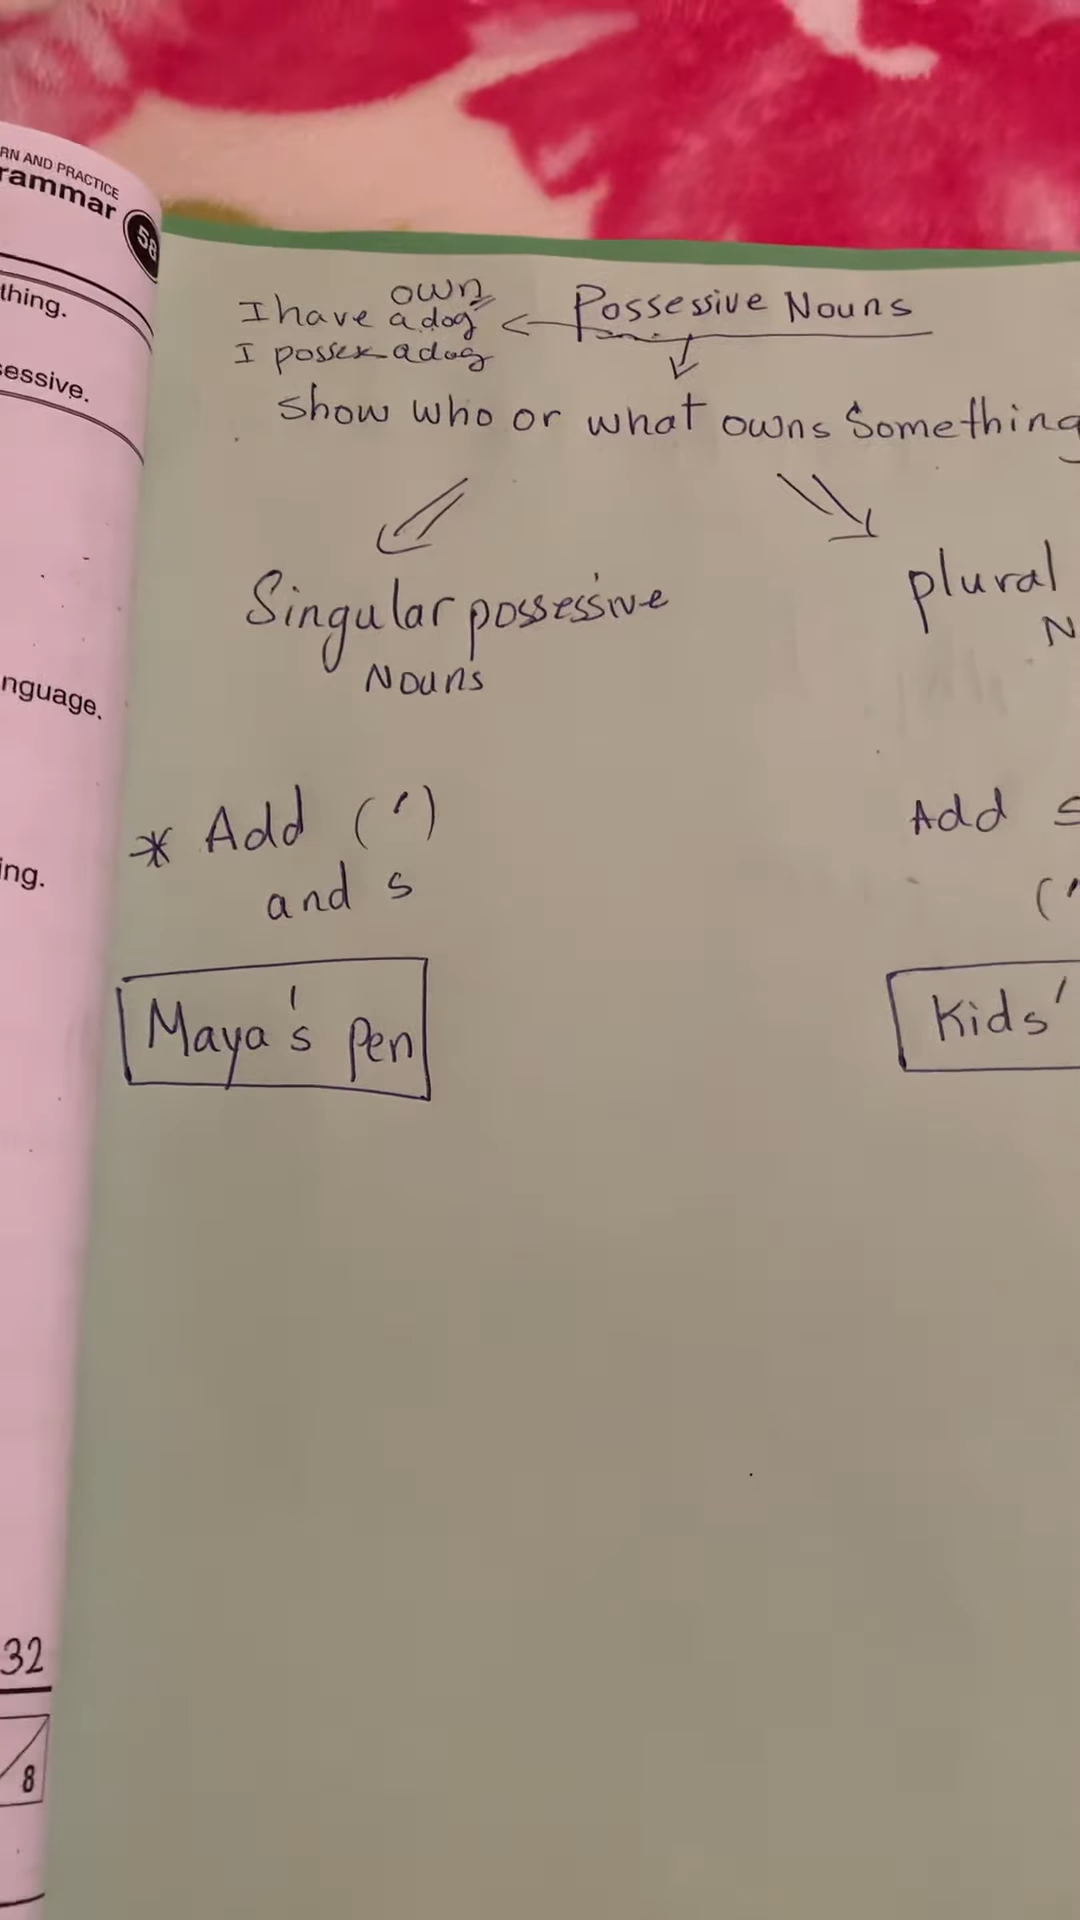 RN AND PRACTICE
rammar
58
thing.
essive.
nguage.
ing.
32
8
own
I have a dog
I possex a dog
Possessive Nouns
show who or what owns Something
Singular possessive
Nouns
plural
N
* Add (')
and s
Add s
('
Maya's pen
Kids'